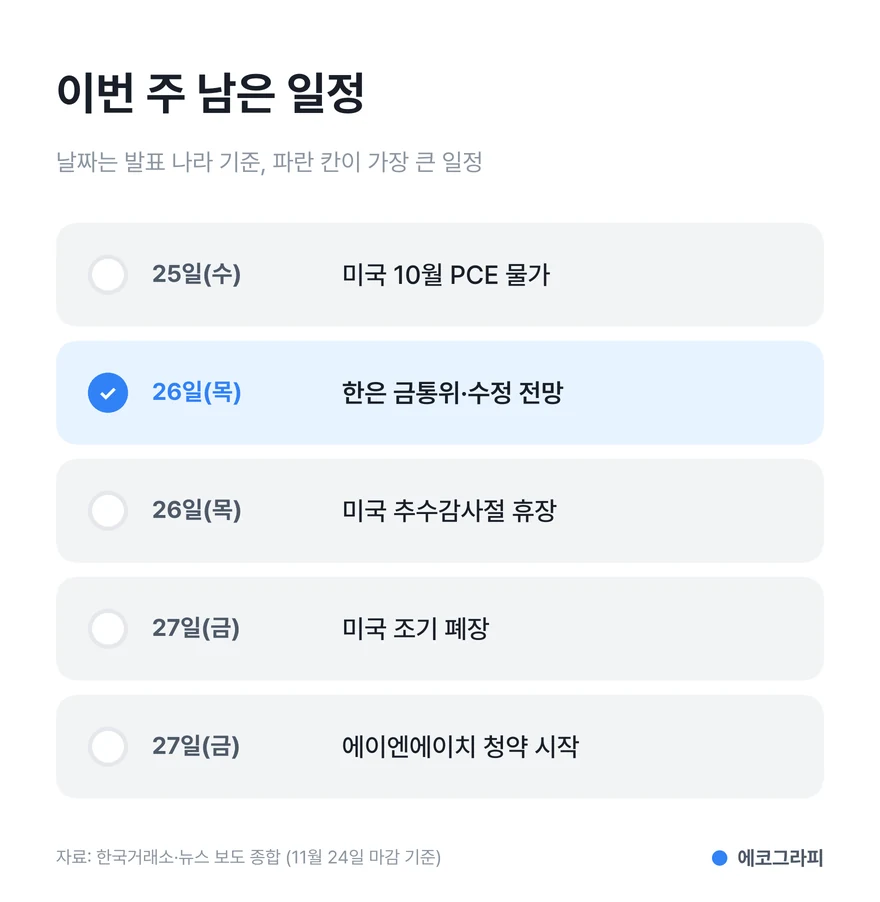 이번 주 남은 일정
날짜는 발표 나라 기준, 파란 칸이 가장 큰 일정
25일(수) 미국 10월 PCE 물가
26일(목) 한은 금통위·수정 전망
26일(목) 미국 추수감사절 휴장
27일(금) 미국 조기 폐장
27일(금) 에이엔에이치 청약 시작
자료: 한국거래소·뉴스 보도 종합 (11월 24일 마감 기준)
에코그라피